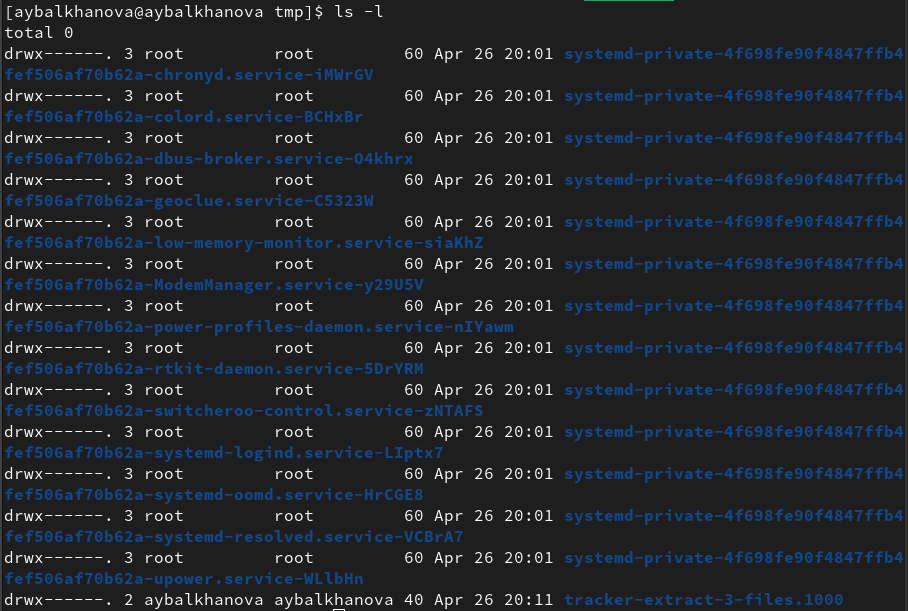 [aybalkhanova@aybalkhanova tmp]$ ls -l
total 0
drwx------. 3 root        root         60 Apr 26 20:01 systemd-private-4f698fe90f4847ffb4
fef506af70b62a-chronyd.service-iMWrGV
drwx------. 3 root        root         60 Apr 26 20:01 systemd-private-4f698fe90f4847ffb4
fef506af70b62a-colord.service-BCHxBr
drwx------. 3 root        root         60 Apr 26 20:01 systemd-private-4f698fe90f4847ffb4
fef506af70b62a-dbus-broker.service-O4khrx
drwx------. 3 root        root         60 Apr 26 20:01 systemd-private-4f698fe90f4847ffb4
fef506af70b62a-geoclue.service-C5323W
drwx------. 3 root        root         60 Apr 26 20:01 systemd-private-4f698fe90f4847ffb4
fef506af70b62a-low-memory-monitor.service-siaKhZ
drwx------. 3 root        root         60 Apr 26 20:01 systemd-private-4f698fe90f4847ffb4
fef506af70b62a-ModemManager.service-y29U5V
drwx------. 3 root        root         60 Apr 26 20:01 systemd-private-4f698fe90f4847ffb4
fef506af70b62a-power-profiles-daemon.service-nIYawm
drwx------. 3 root        root         60 Apr 26 20:01 systemd-private-4f698fe90f4847ffb4
fef506af70b62a-rtkit-daemon.service-5DrYRM
drwx------. 3 root        root         60 Apr 26 20:01 systemd-private-4f698fe90f4847ffb4
fef506af70b62a-switcheroo-control.service-zNTAFS
drwx------. 3 root        root         60 Apr 26 20:01 systemd-private-4f698fe90f4847ffb4
fef506af70b62a-systemd-logind.service-LIptx7
drwx------. 3 root        root         60 Apr 26 20:01 systemd-private-4f698fe90f4847ffb4
fef506af70b62a-systemd-oomd.service-HrCGE8
drwx------. 3 root        root         60 Apr 26 20:01 systemd-private-4f698fe90f4847ffb4
fef506af70b62a-systemd-resolved.service-VCBrA7
drwx------. 3 root        root         60 Apr 26 20:01 systemd-private-4f698fe90f4847ffb4
fef506af70b62a-upower.service-WLlbHn
drwx------. 2 aybalkhanova aybalkhanova 40 Apr 26 20:11 tracker-extract-3-files.1000